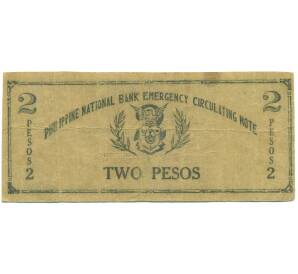 2 2
PHILIPPINE NATIONAL BANK EMERGENCY CIRCULATING NOTE
PESOS PESOS
2 TWO PESOS 2